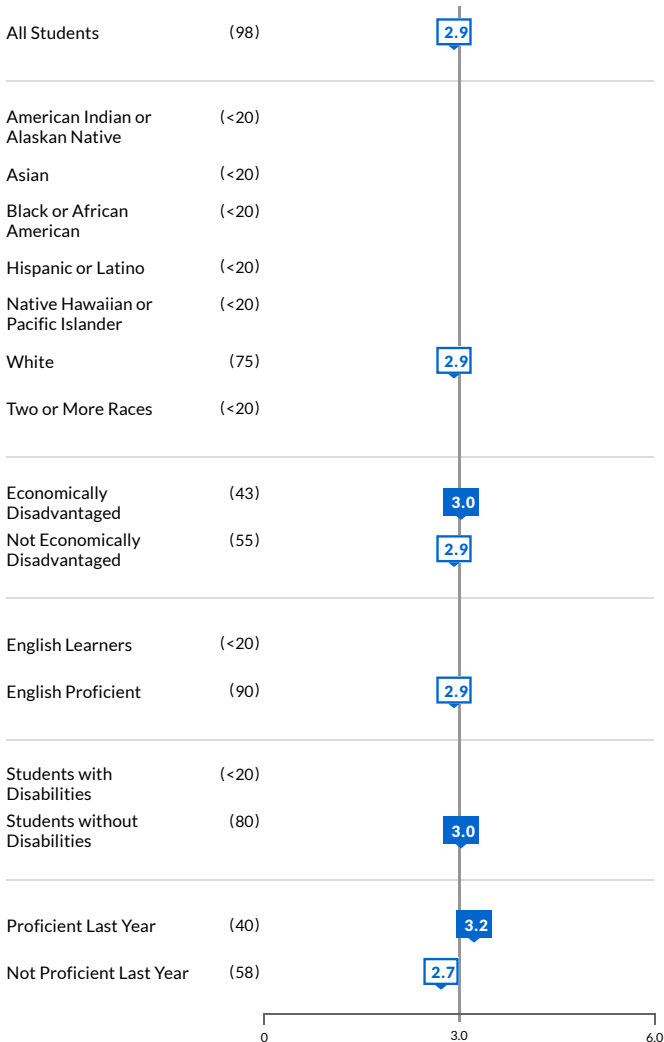 All Students (98) 2.9
American Indian or (<20)
Alaskan Native
Asian (<20)
Black or African (<20)
American
Hispanic or Latino (<20)
Native Hawaiian or (<20)
Pacific Islander
White (75) 2.9
Two or More Races (<20)
Economically (43) 3.0
Disadvantaged
Not Economically (55) 2.9
Disadvantaged
English Learners (<20)
English Proficient (90) 2.9
Students with (<20)
Disabilities
Students without (80) 3.0
Disabilities
Proficient Last Year (40) 3.2
Not Proficient Last Year (58) 2.7
0 3.0 6.0